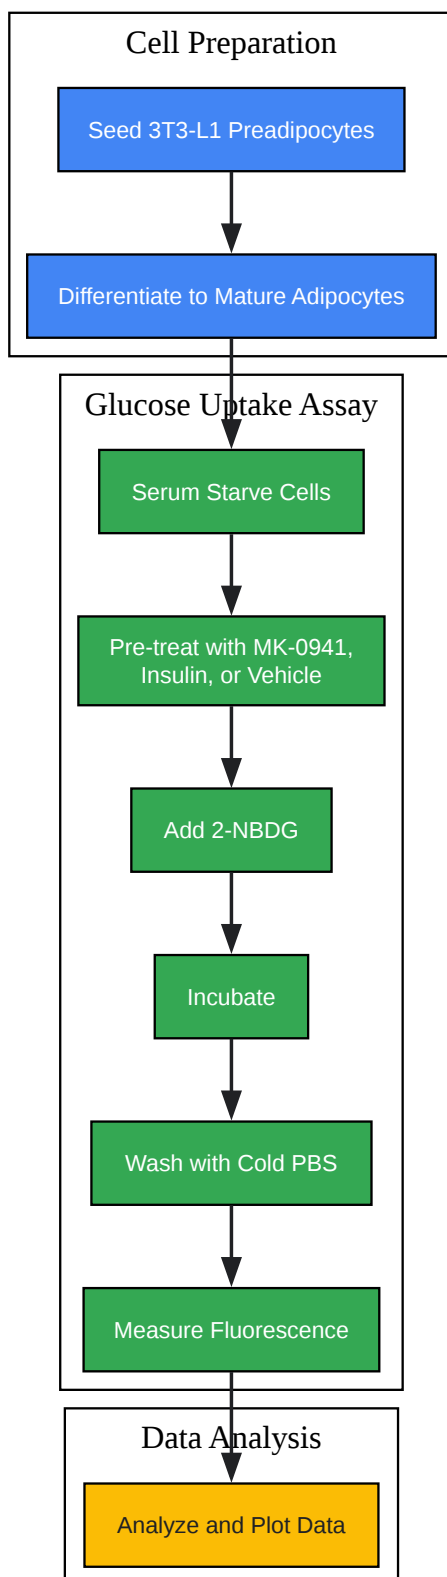 Cell Preparation
Seed 3T3-L1 Preadipocytes
Differentiate to Mature Adipocytes
Glucose Uptake Assay
Serum Starve Cells
Pre-treat with MK-0941,
Insulin, or Vehicle
Add 2-NBDG
Incubate
Wash with Cold PBS
Measure Fluorescence
Data Analysis
Analyze and Plot Data